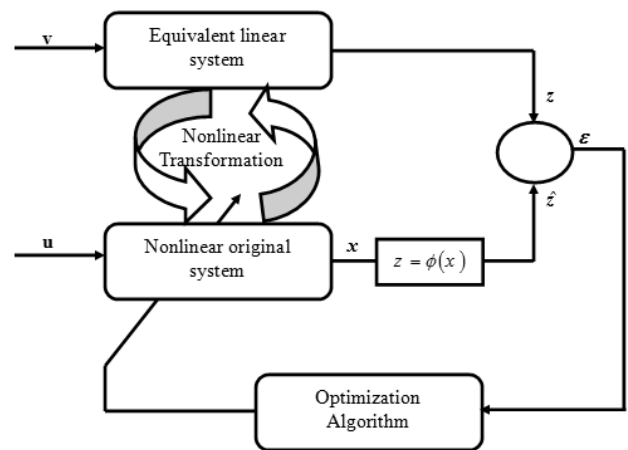 v
Equivalent linear
system
z
ε
Nonlinear
Transformation
ẑ
u
Nonlinear original
system
x
z = ϕ(x)
Optimization
Algorithm